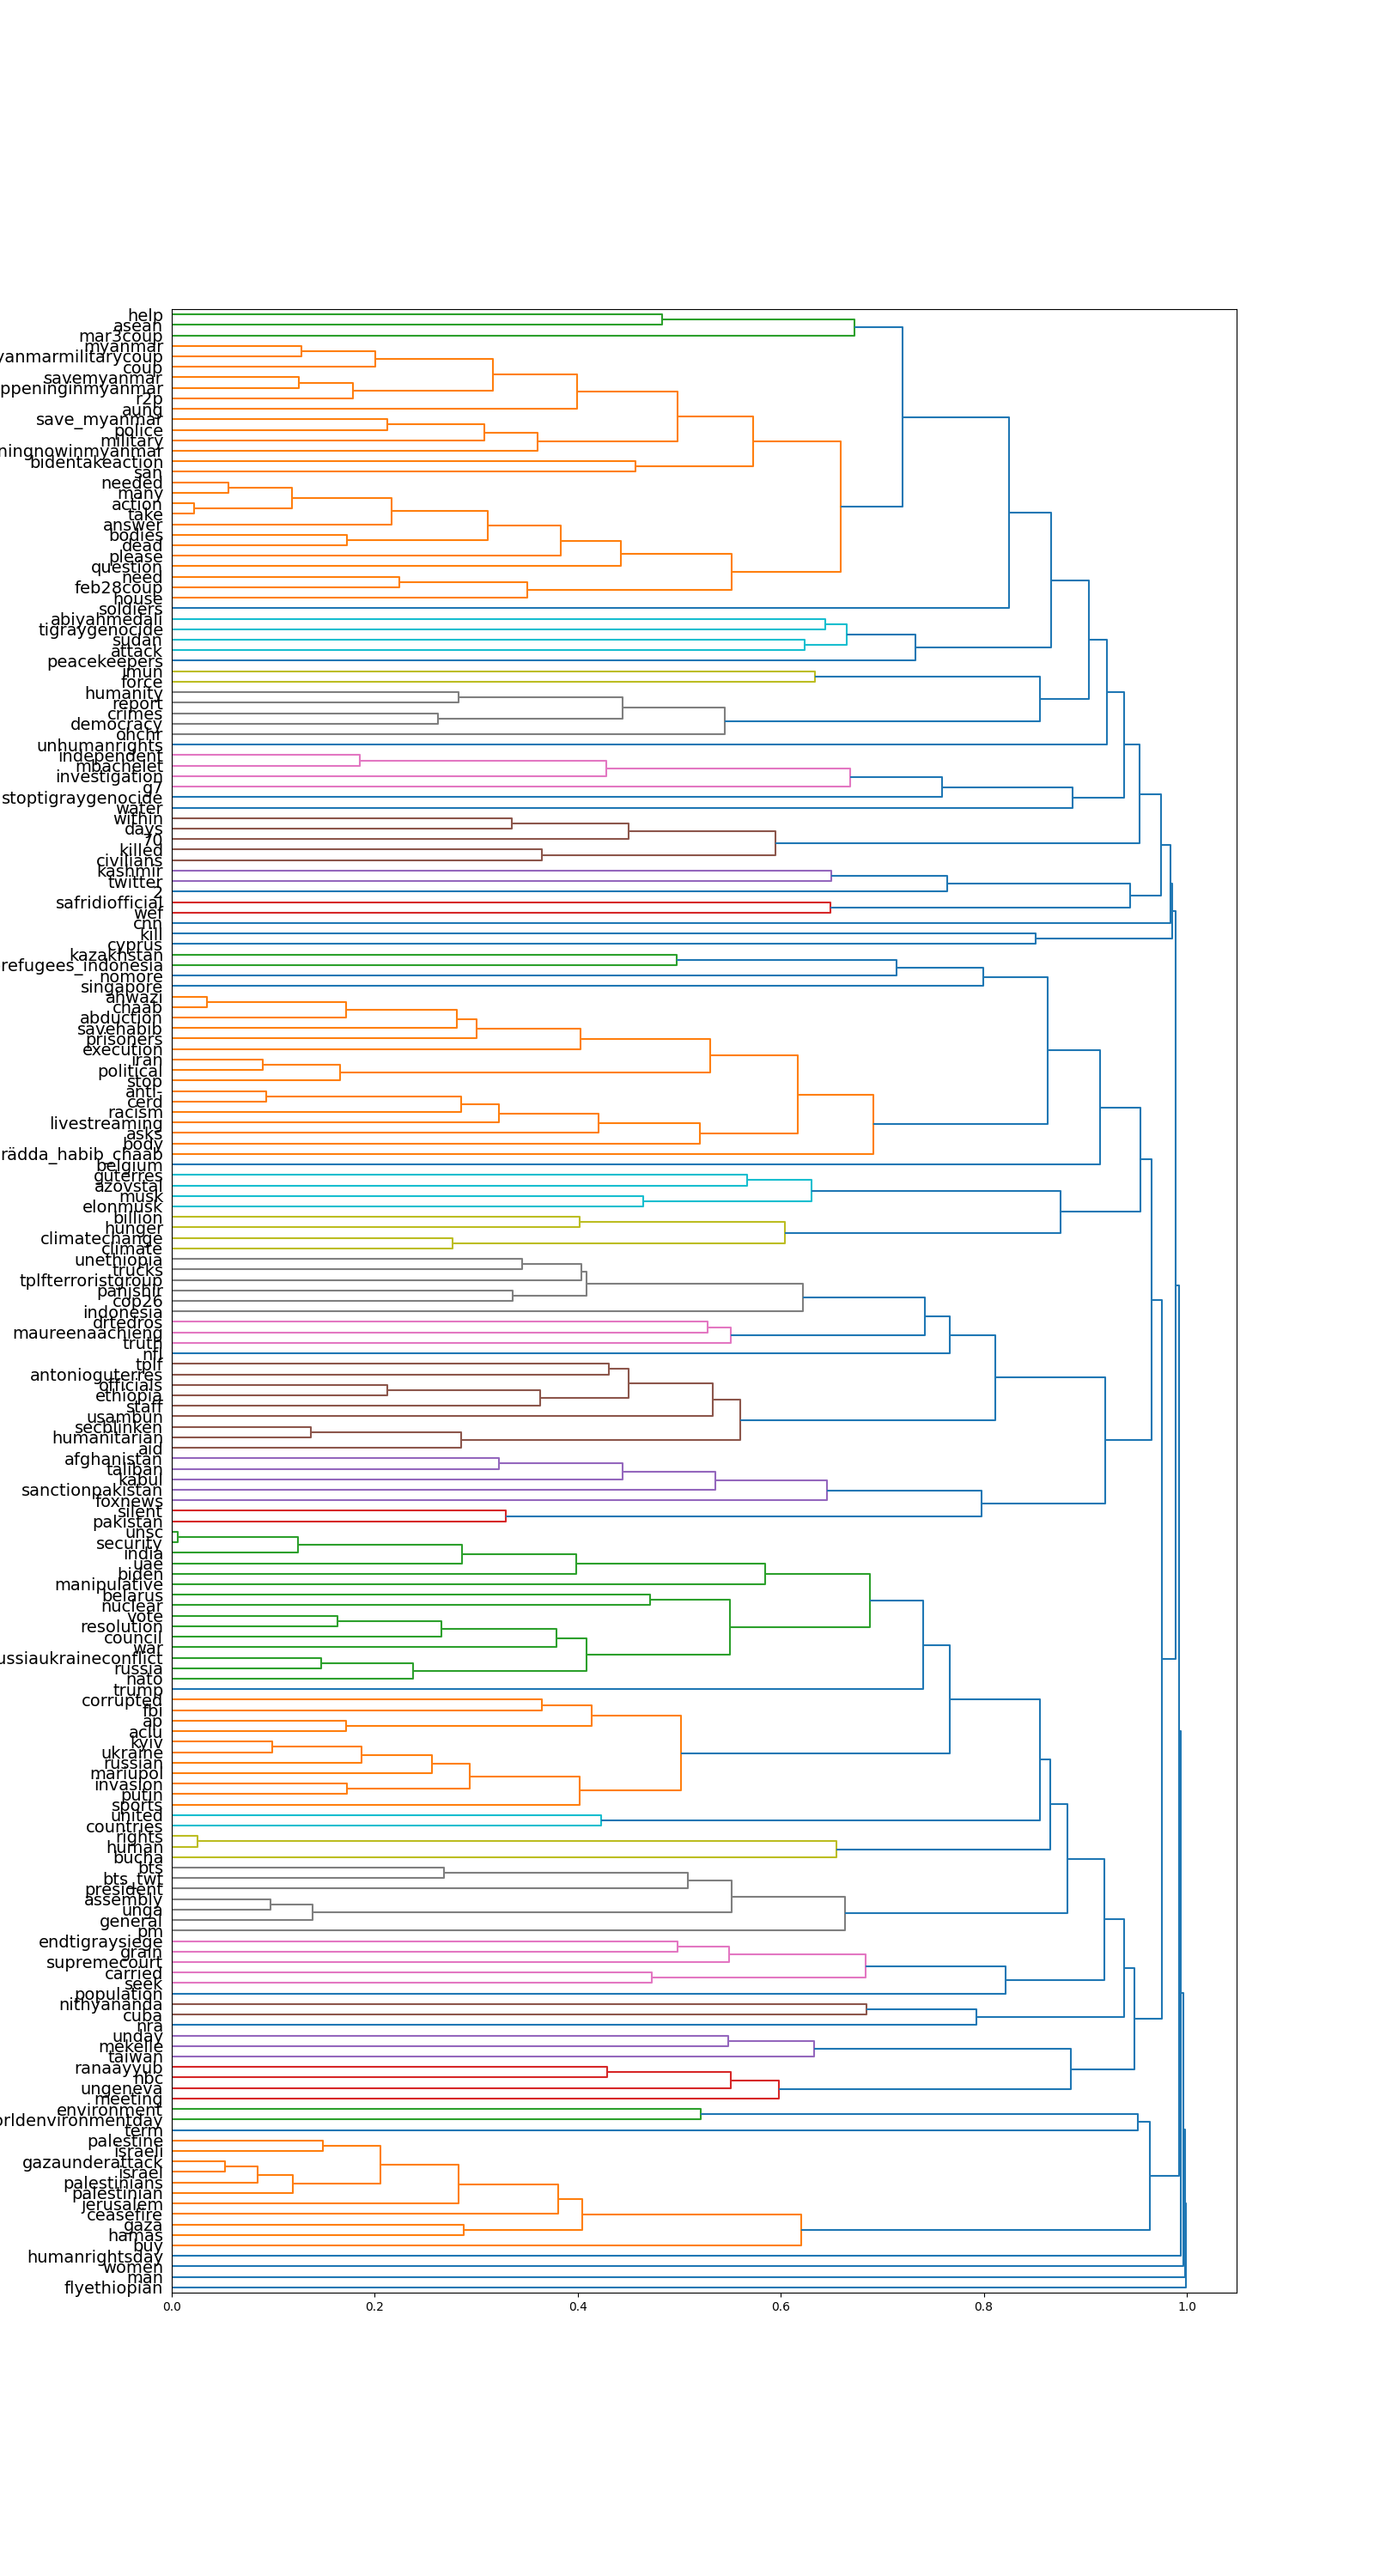 help
asean
mar3coup
myanmar
yanmarmilitarycoup
coup
savemyanmar
ppeninginmyanmar
r2p
aung
save_myanmar
police
military
ningnowinmyanmar
bidentakeaction
san
needed
many
action
take
answer
bodies
dead
please
question
need
feb28coup
house
soldiers
abiyahmedali
tigraygenocide
sudan
attack
peacekeepers
imun
force
humanity
report
crimes
democracy
ohchr
unhumanrights
independent
mbachelet
investigation
g7
stoptigraygenocide
water
within
days
70
killed
civilians
kashmir
twitter
2
safridiofficial
wef
cnn
kill
cyprus
kazakhstan
refugees_indonesia
nomore
singapore
ahwazi
chaab
abduction
savehabib
prisoners
execution
iran
political
stop
anti-
cerd
racism
livestreaming
asks
body
rädda_habib_chaab
belgium
guterres
azovstal
musk
elonmusk
billion
hunger
climatechange
climate
unethiopia
trucks
tplfterroristgroup
panjshir
cop26
indonesia
drtedros
maureenaachieng
truth
nfl
tplf
antonioguterres
officials
ethiopia
staff
usambun
secblinken
humanitarian
aid
afghanistan
taliban
kabul
sanctionpakistan
foxnews
silent
pakistan
unsc
security
india
uae
biden
manipulative
belarus
nuclear
vote
resolution
council
war
ussiaukraineconflict
russia
nato
trump
corrupted
fbi
ap
aclu
kyiv
ukraine
russian
mariupol
invasion
putin
sports
united
countries
rights
human
bucha
bts
bts_twt
president
assembly
unga
general
pm
endtigraysiege
grain
supremecourt
carried
seek
population
nithyananda
cuba
nra
unday
mekelle
taiwan
ranaayyub
nbc
ungeneva
meeting
environment
orldenvironmentday
term
palestine
israeli
gazaunderattack
israel
palestinians
palestinian
jerusalem
ceasefire
gaza
hamas
buy
humanrightsday
women
man
flyethiopian
0.0 0.2 0.4 0.6 0.8 1.0